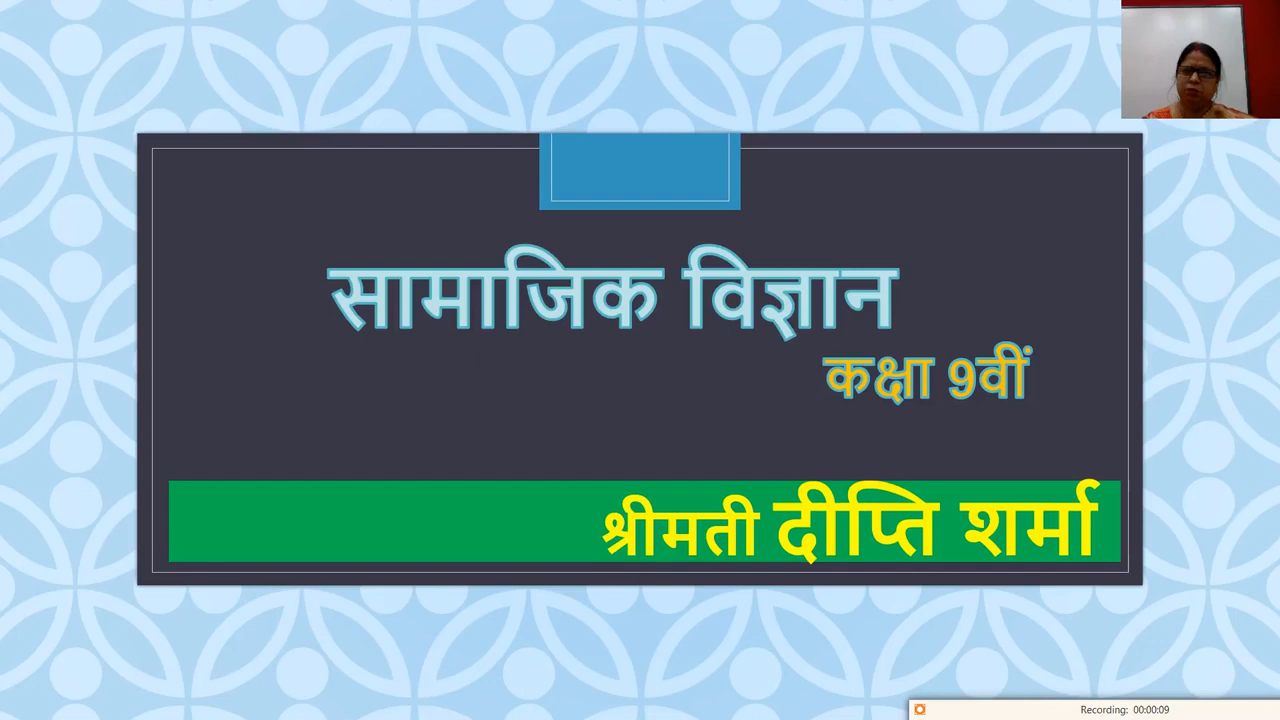 सामाजिक विज्ञान
कक्षा 9वीं
श्रीमती दीप्ति शर्मा
Recording: 00:00:09